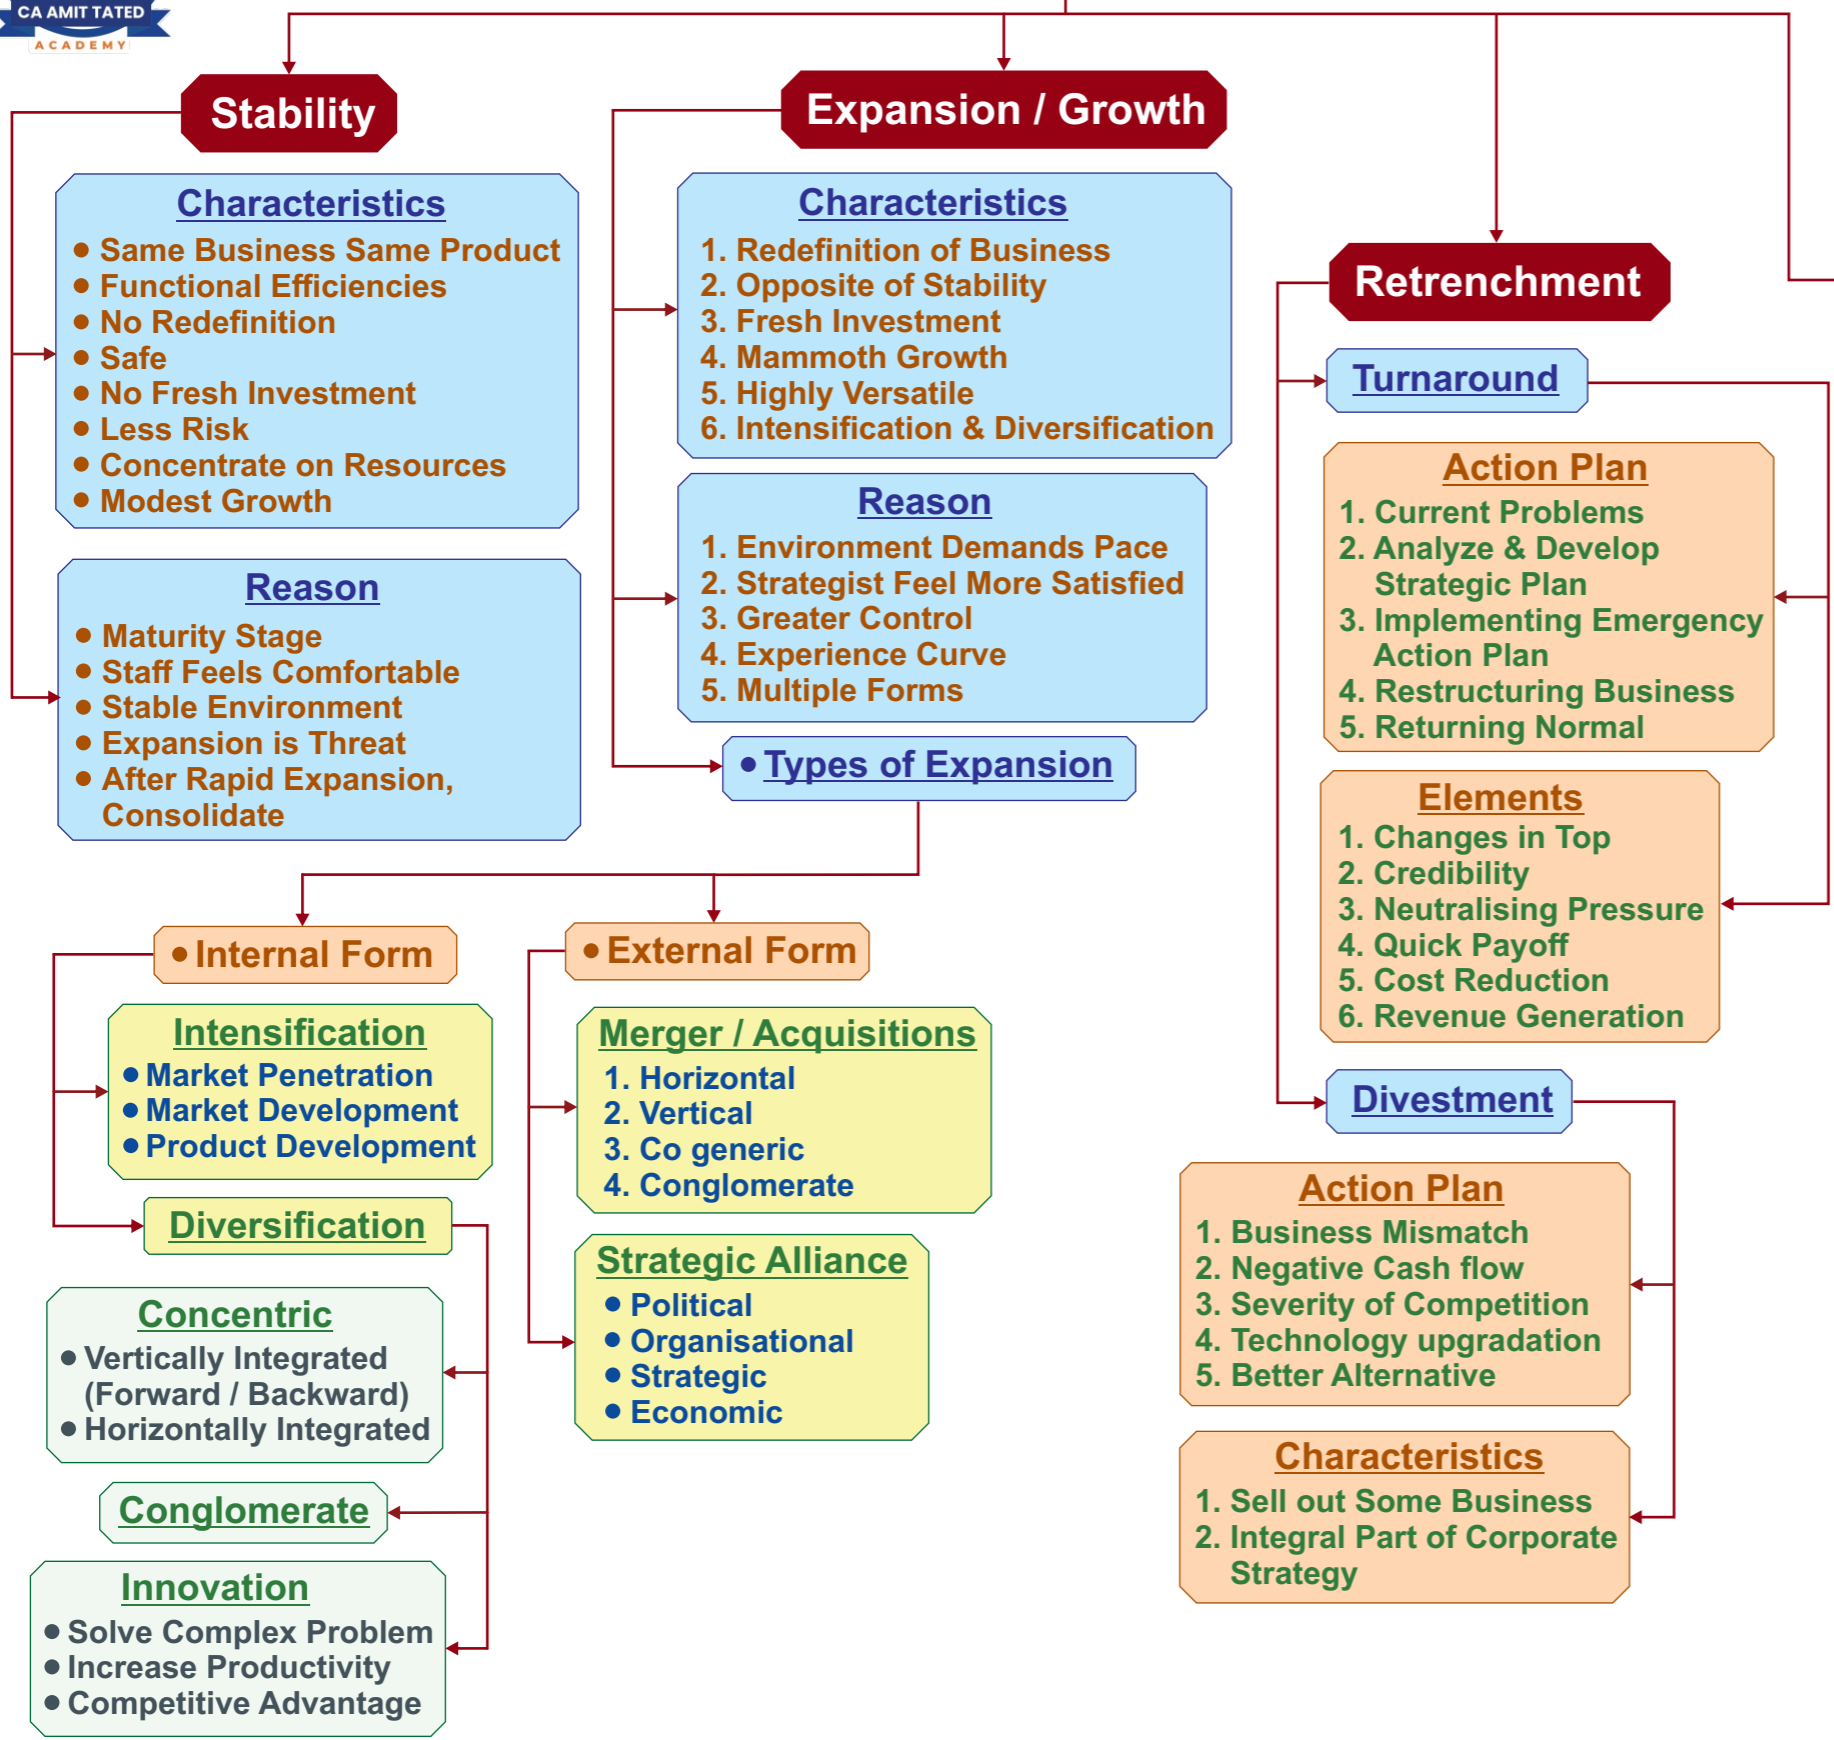 CA AMIT TATED
ACADEMY
Stability
Characteristics
• Same Business Same Product
• Functional Efficiencies
• No Redefinition
• Safe
• No Fresh Investment
• Less Risk
• Concentrate on Resources
• Modest Growth
Reason
• Maturity Stage
• Staff Feels Comfortable
• Stable Environment
• Expansion is Threat
• After Rapid Expansion,
Consolidate
Expansion / Growth
Characteristics
1. Redefinition of Business
2. Opposite of Stability
3. Fresh Investment
4. Mammoth Growth
5. Highly Versatile
6. Intensification & Diversification
Reason
1. Environment Demands Pace
2. Strategist Feel More Satisfied
3. Greater Control
4. Experience Curve
5. Multiple Forms
• Types of Expansion
• Internal Form
Intensification
• Market Penetration
• Market Development
• Product Development
Diversification
Concentric
• Vertically Integrated
(Forward / Backward)
• Horizontally Integrated
Conglomerate
Innovation
• Solve Complex Problem
• Increase Productivity
• Competitive Advantage
• External Form
Merger / Acquisitions
1. Horizontal
2. Vertical
3. Co generic
4. Conglomerate
Strategic Alliance
• Political
• Organisational
• Strategic
• Economic
Retrenchment
Turnaround
Action Plan
1. Current Problems
2. Analyze & Develop
Strategic Plan
3. Implementing Emergency
Action Plan
4. Restructuring Business
5. Returning Normal
Elements
1. Changes in Top
2. Credibility
3. Neutralising Pressure
4. Quick Payoff
5. Cost Reduction
6. Revenue Generation
Divestment
Action Plan
1. Business Mismatch
2. Negative Cash flow
3. Severity of Competition
4. Technology upgradation
5. Better Alternative
Characteristics
1. Sell out Some Business
2. Integral Part of Corporate
Strategy